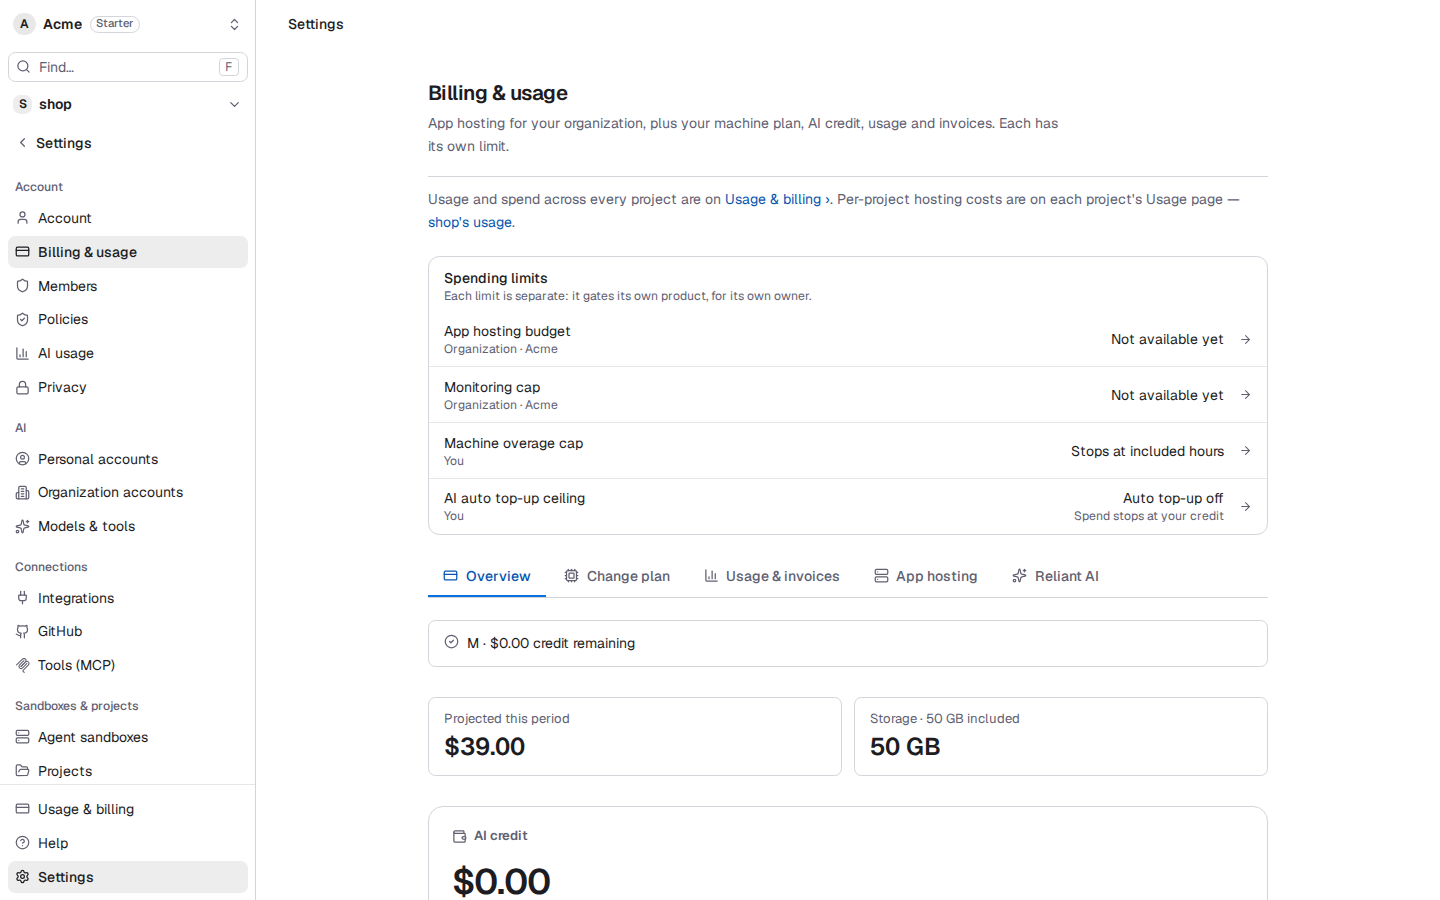 A Acme Starter
Find... F
S shop
Settings
Account
Account
Billing & usage
Members
Policies
AI usage
Privacy
AI
Personal accounts
Organization accounts
Models & tools
Connections
Integrations
GitHub
Tools (MCP)
Sandboxes & projects
Agent sandboxes
Projects
Usage & billing
Help
Settings
Settings
Billing & usage
App hosting for your organization, plus your machine plan, AI credit, usage and invoices. Each has
its own limit.
Usage and spend across every project are on Usage & billing ›. Per-project hosting costs are on each project's Usage page —
shop's usage.
Spending limits
Each limit is separate: it gates its own product, for its own owner.
App hosting budget
Organization · Acme
Not available yet →
Monitoring cap
Organization · Acme
Not available yet →
Machine overage cap
You
Stops at included hours →
AI auto top-up ceiling
You
Auto top-up off
Spend stops at your credit →
Overview Change plan Usage & invoices App hosting Reliant AI
M · $0.00 credit remaining
Projected this period
$39.00
Storage · 50 GB included
50 GB
AI credit
$0.00